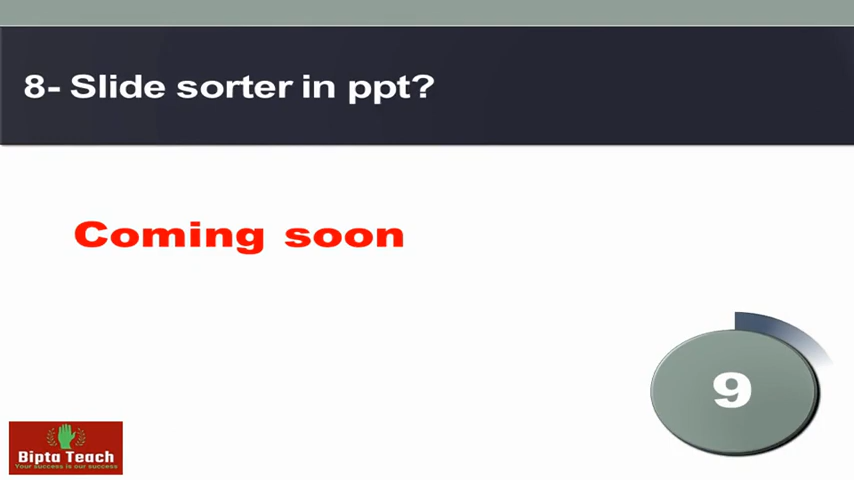 8- Slide sorter in ppt?
Coming soon
9
Bipta Teach
Your success is our success